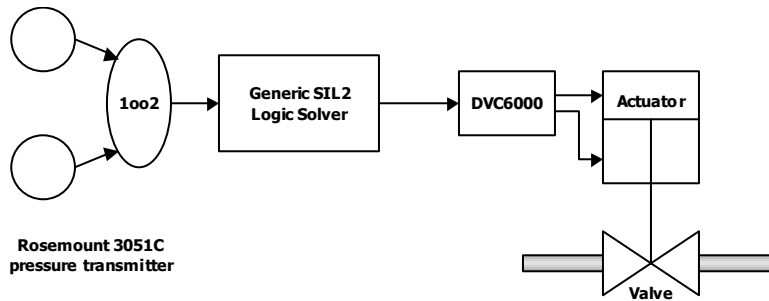 1oo2
Generic SIL2
Logic Solver
DVC6000
Actuator
Rosemount 3051C
pressure transmitter
Valve